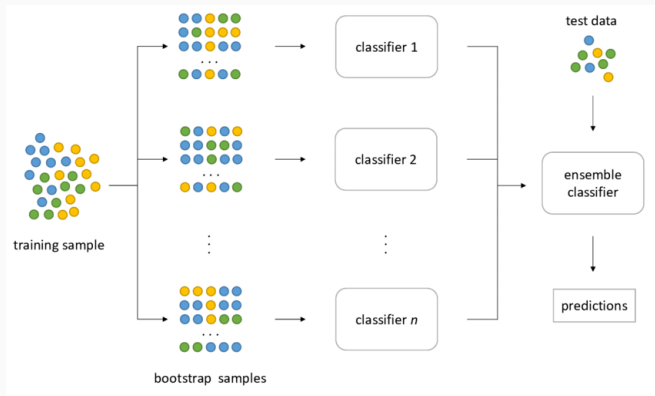 test data
classifier 1
...
classifier 2
ensemble
classifier
...
training sample
classifier n
predictions
...
bootstrap samples